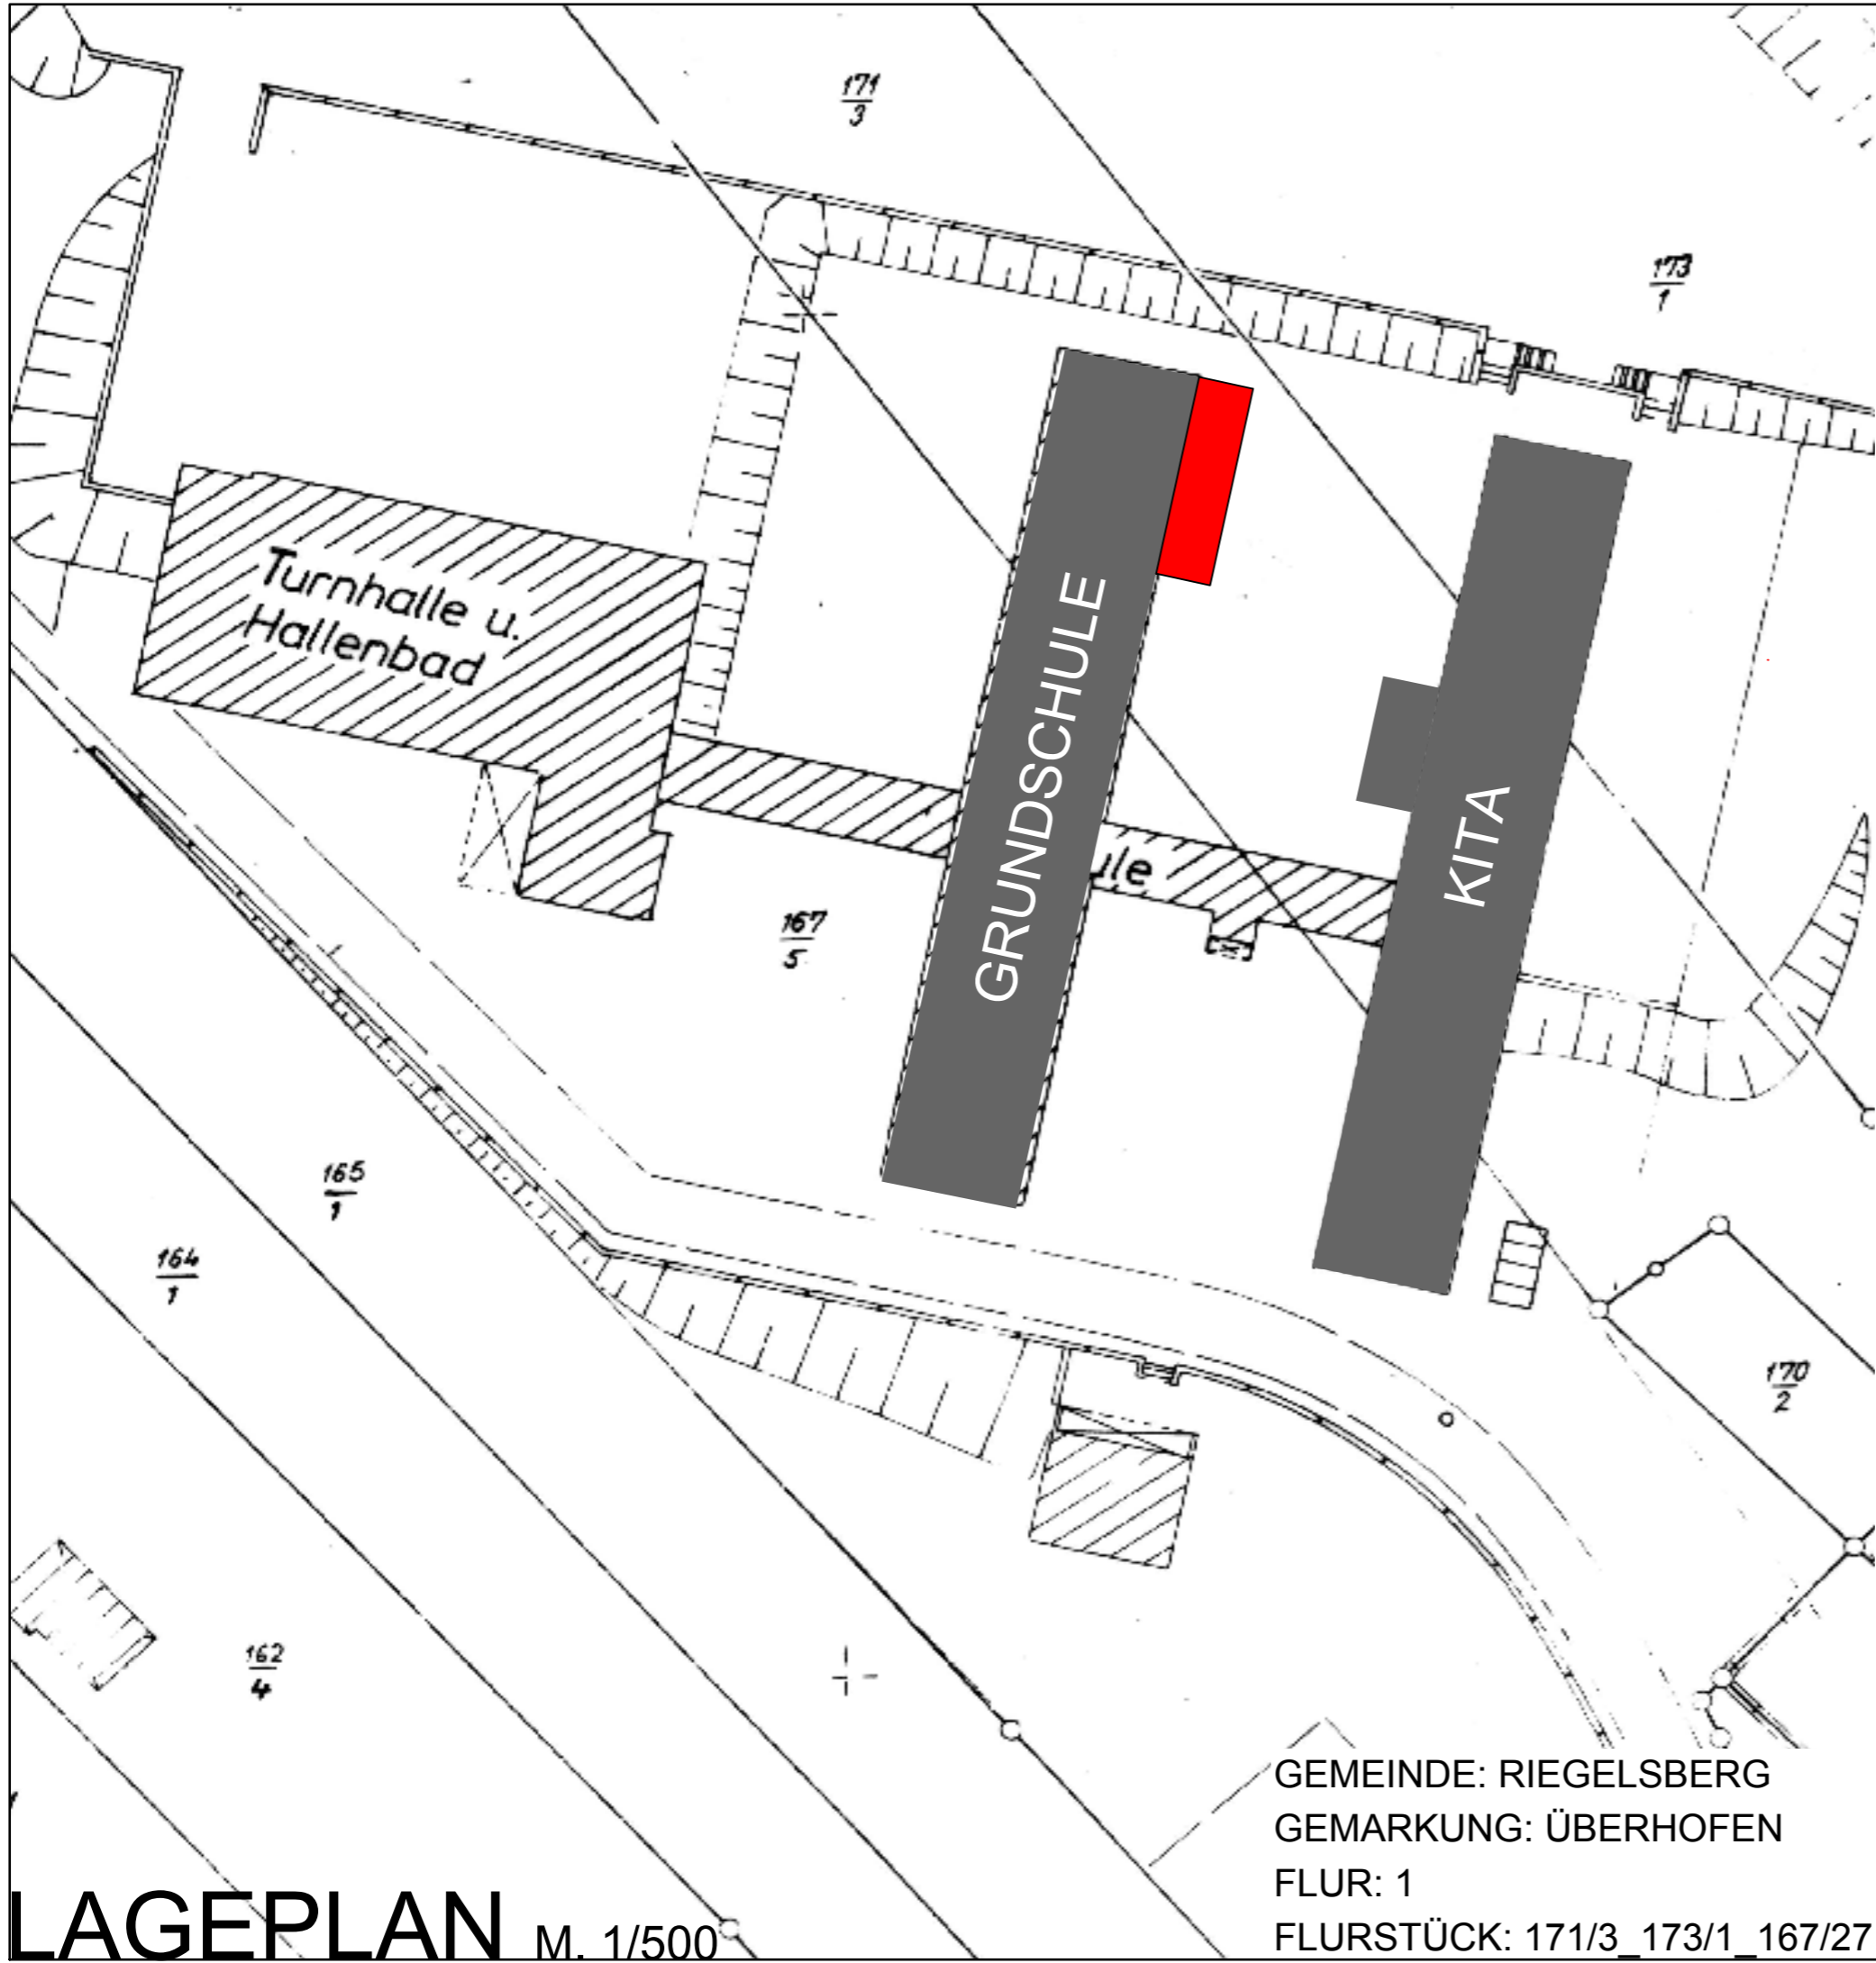 171
3
173
1
Turnhalle u.
Hallenbad
GRUNDSCHULE
KITA
ule
167
5
165
1
164
1
170
2
162
4
GEMEINDE: RIEGELSBERG
GEMARKUNG: ÜBERHOFEN
FLUR: 1
FLURSTÜCK: 171/3_173/1_167/27
LAGEPLAN M. 1/500